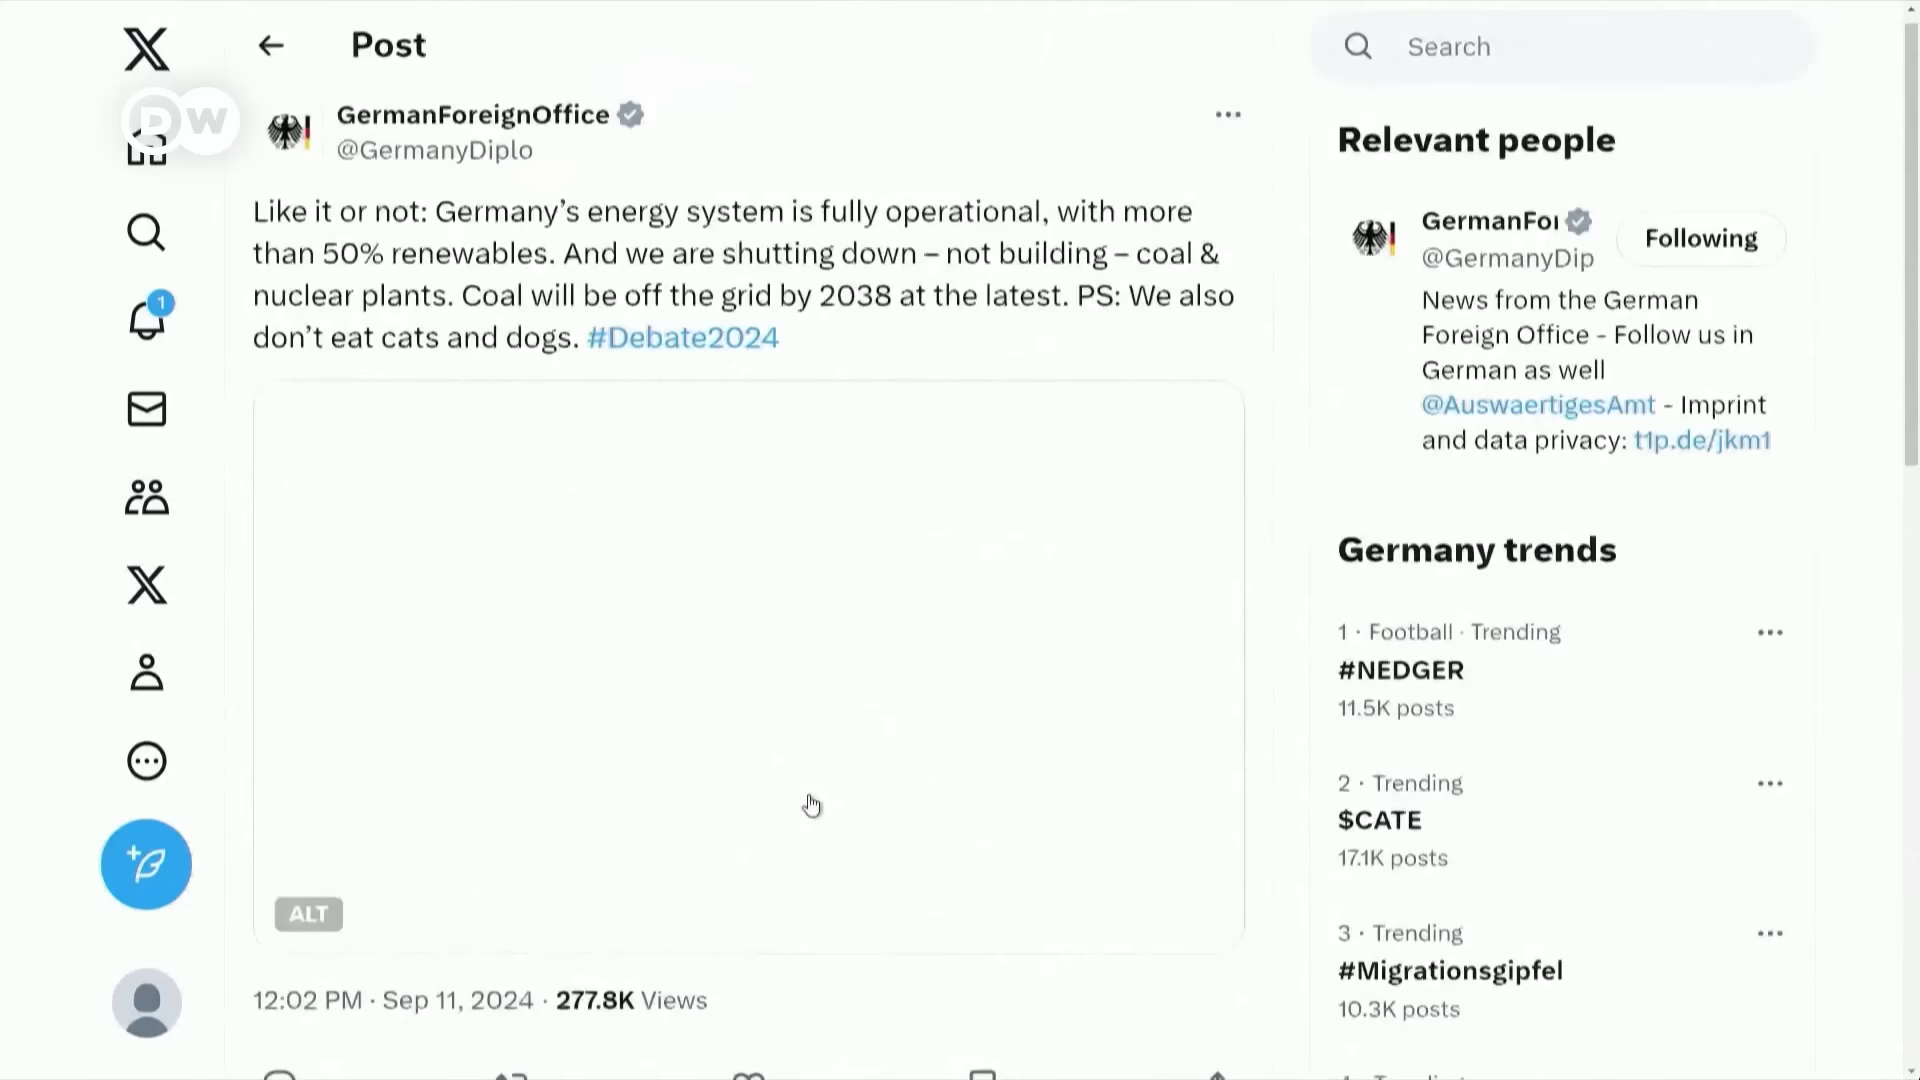 Post
Search
DW
GermanForeignOffice
@GermanyDiplo
Like it or not: Germany’s energy system is fully operational, with more
than 50% renewables. And we are shutting down – not building – coal &
nuclear plants. Coal will be off the grid by 2038 at the latest. PS: We also
don’t eat cats and dogs. #Debate2024
ALT
12:02 PM · Sep 11, 2024 · 277.8K Views
1
Relevant people
GermanFor
@GermanyDip
Following
News from the German
Foreign Office - Follow us in
German as well
@AuswaertigesAmt - Imprint
and data privacy: t1p.de/jkm1
Germany trends
1 · Football · Trending
#NEDGER
11.5K posts
2 · Trending
$CATE
17.1K posts
3 · Trending
#Migrationsgipfel
10.3K posts